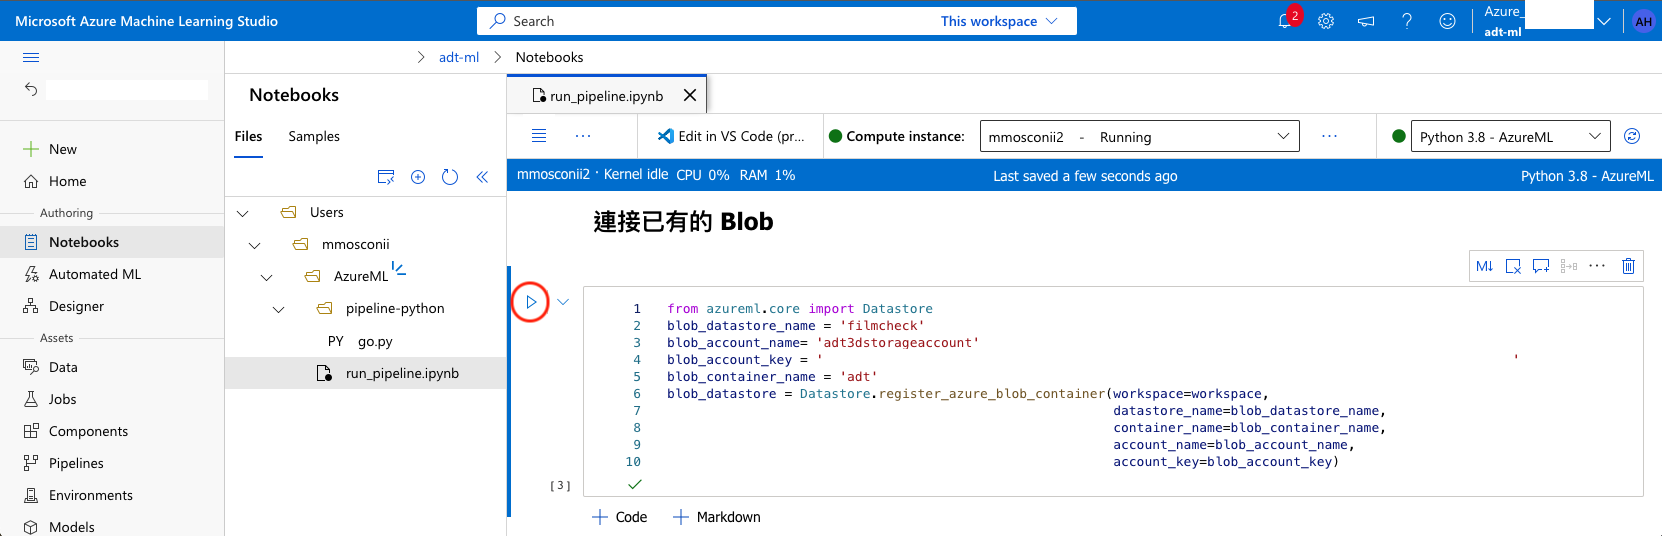 Microsoft Azure Machine Learning Studio
Search
This workspace
2
Azure_
adt-ml
AH
adt-ml
Notebooks
New
Home
Authoring
Notebooks
Automated ML
Designer
Assets
Data
Jobs
Components
Pipelines
Environments
Models
Notebooks
Files
Samples
Users
mmosconii
AzureML
pipeline-python
PY go.py
run_pipeline.ipynb
run_pipeline.ipynb
Edit in VS Code (pr...
Compute instance:
mmosconii2 - Running
Python 3.8 - AzureML
mmosconii2 · Kernel idle CPU 0% RAM 1%
Last saved a few seconds ago
Python 3.8 - AzureML
連接已有的 Blob
M↓
1 from azureml.core import Datastore
2 blob_datastore_name = 'filmcheck'
3 blob_account_name= 'adt3dstorageaccount'
4 blob_account_key = ' '
5 blob_container_name = 'adt'
6 blob_datastore = Datastore.register_azure_blob_container(workspace=workspace,
7 datastore_name=blob_datastore_name,
8 container_name=blob_container_name,
9 account_name=blob_account_name,
10 account_key=blob_account_key)
[3]
Code
Markdown